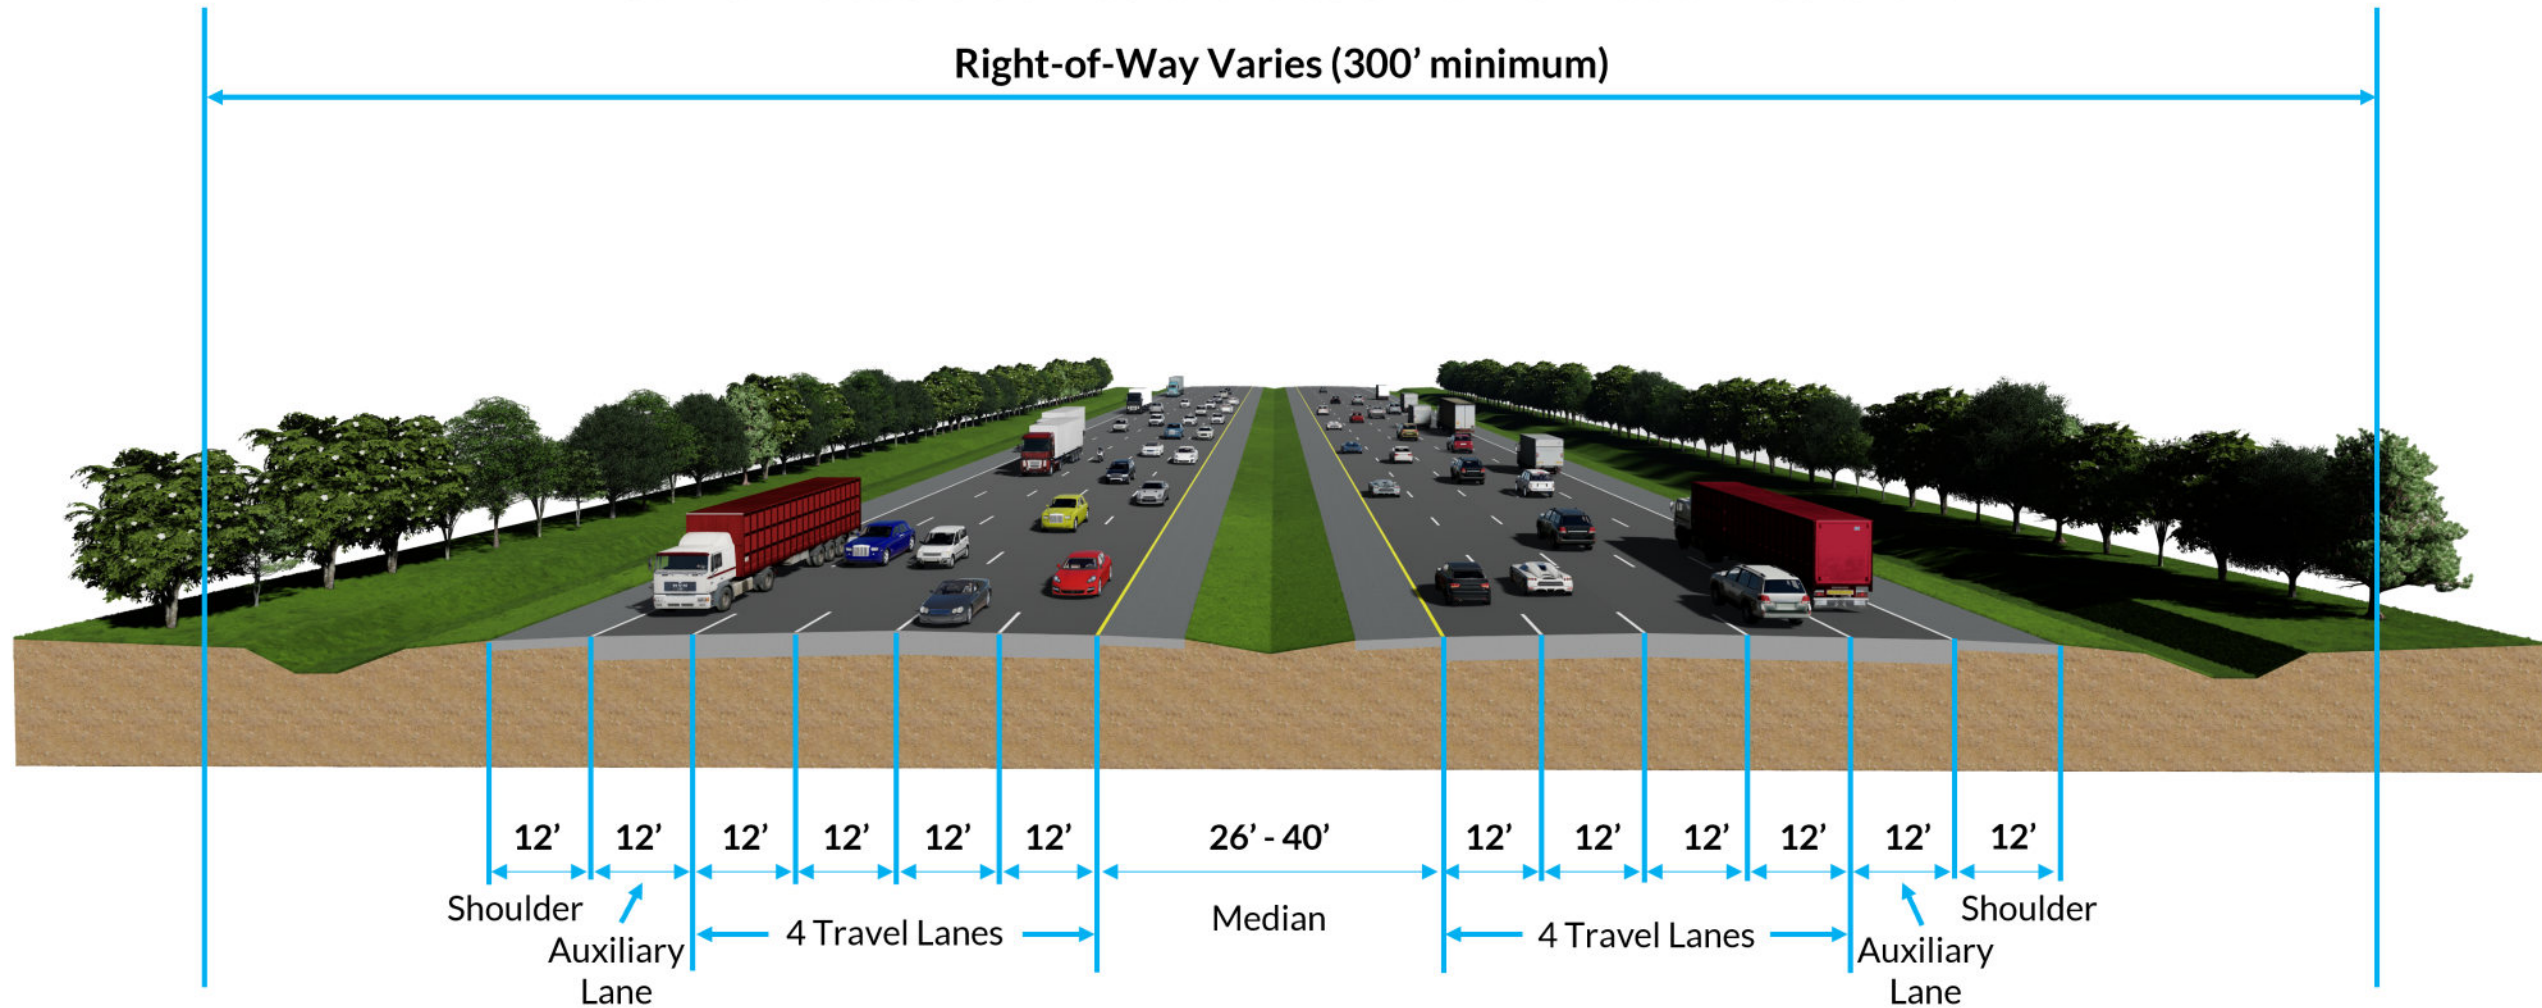 Right-of-Way Varies (300’ minimum)
12’ 12’ 12’ 12’ 12’ 12’ 26’ - 40’ 12’ 12’ 12’ 12’ 12’ 12’
Shoulder
Auxiliary
Lane
4 Travel Lanes
Median
4 Travel Lanes
Auxiliary
Lane
Shoulder